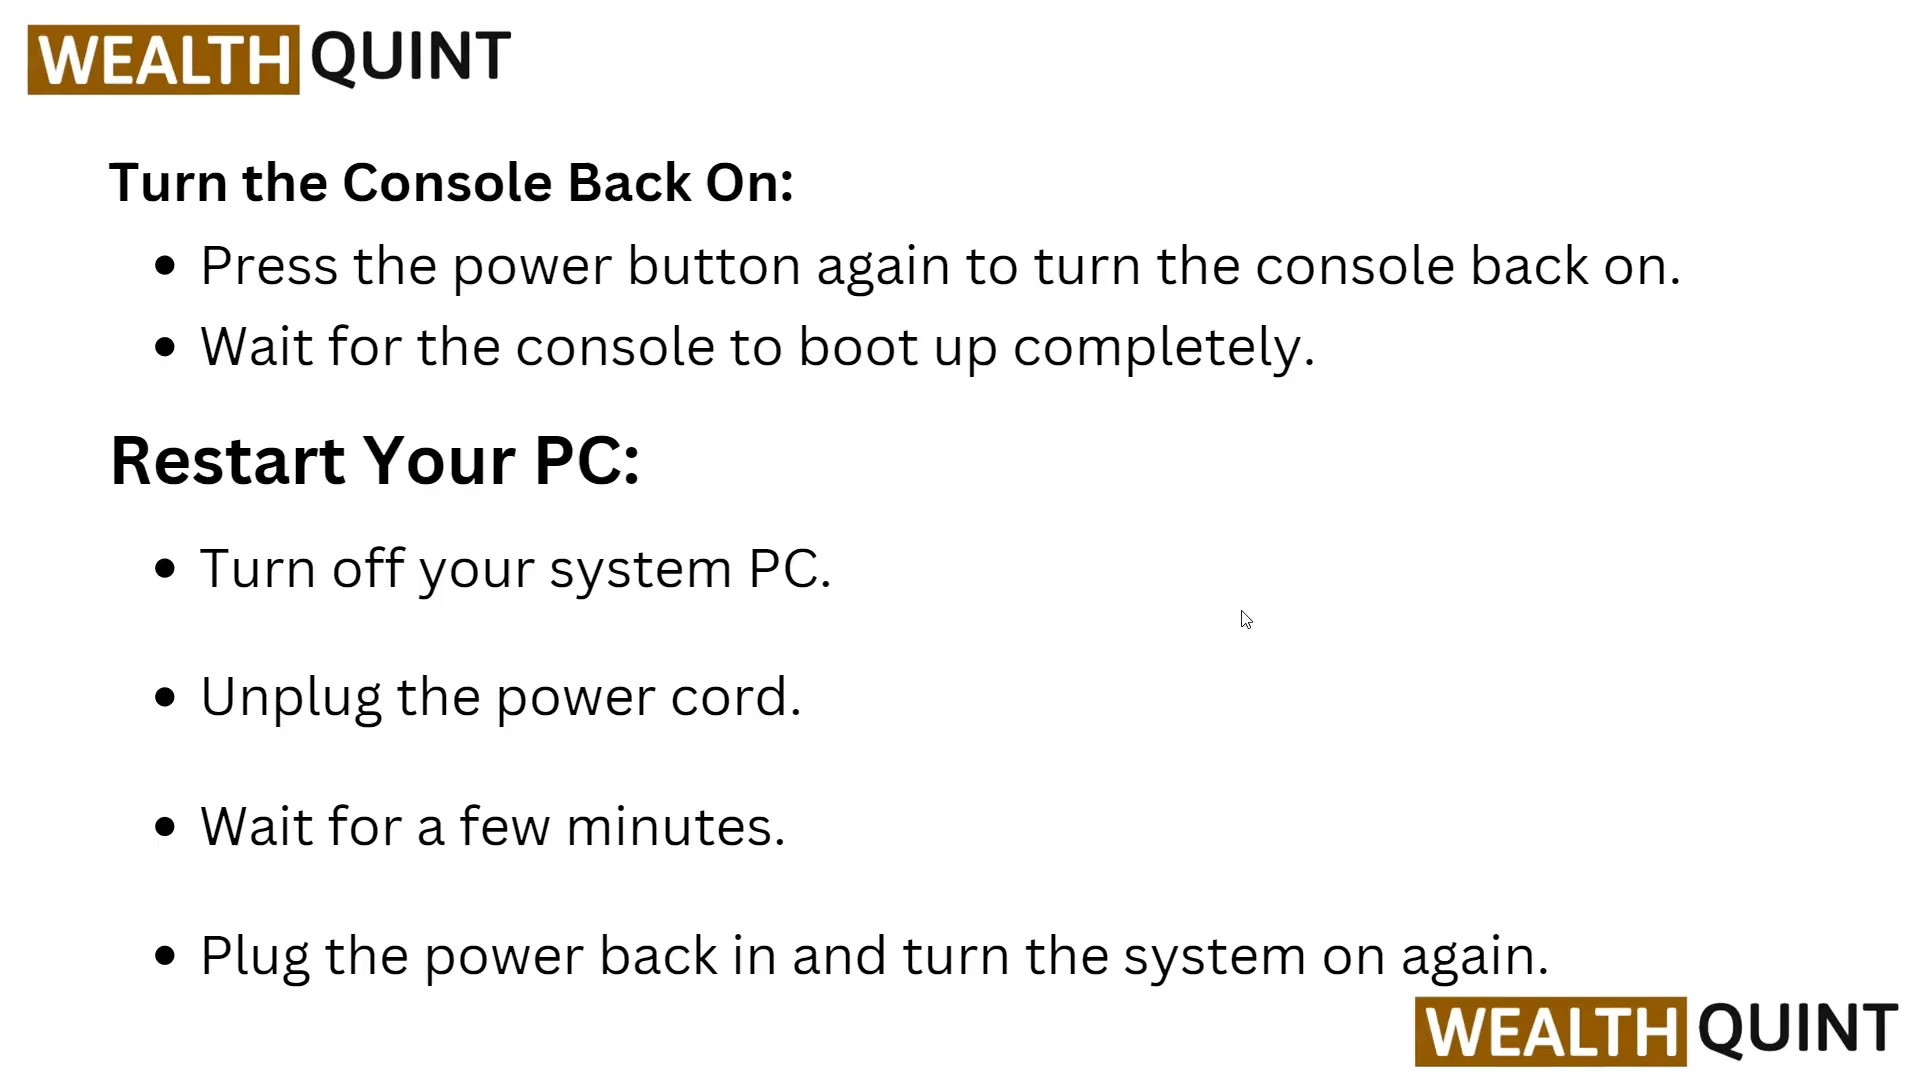 WEALTH QUINT
Turn the Console Back On:
• Press the power button again to turn the console back on.
• Wait for the console to boot up completely.
Restart Your PC:
• Turn off your system PC.
• Unplug the power cord.
• Wait for a few minutes.
• Plug the power back in and turn the system on again.
WEALTH QUINT